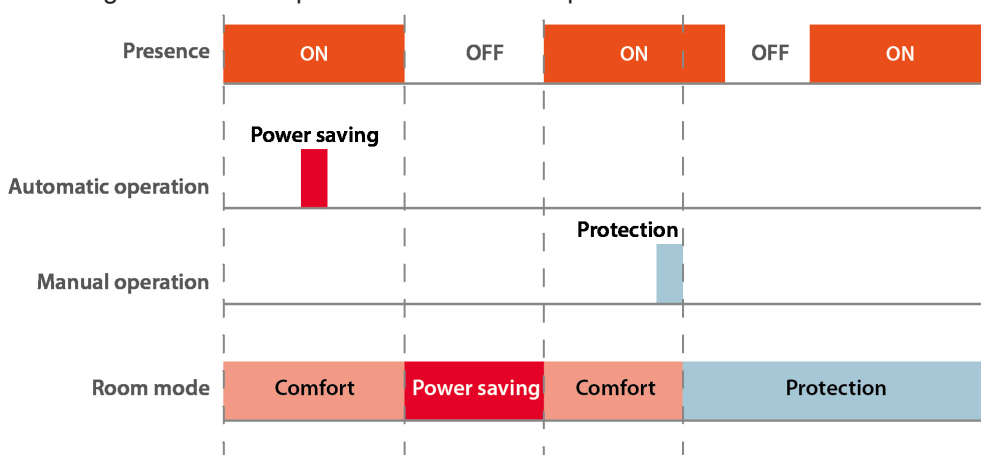 Presence
ON
OFF
ON
OFF
ON
Power saving
Automatic operation
Protection
Manual operation
Room mode
Comfort
Power saving
Comfort
Protection